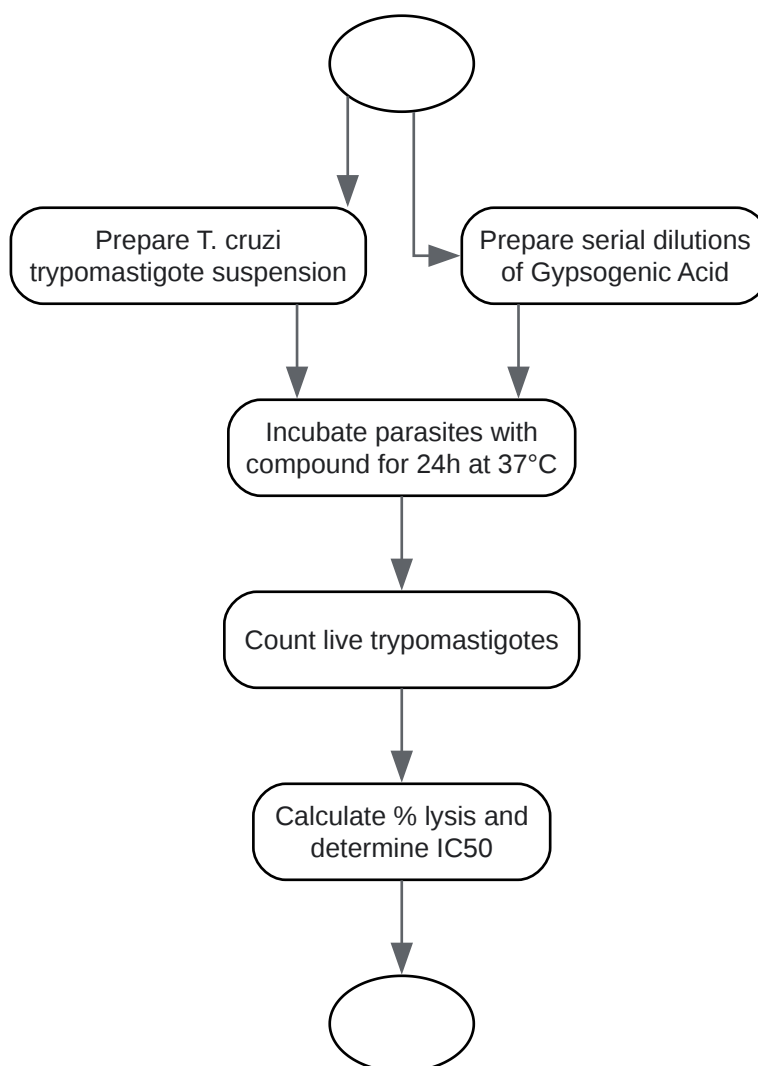 Prepare T. cruzi
trypomastigote suspension
Prepare serial dilutions
of Gypsogenic Acid
Incubate parasites with
compound for 24h at 37°C
Count live trypomastigotes
Calculate % lysis and
determine IC50